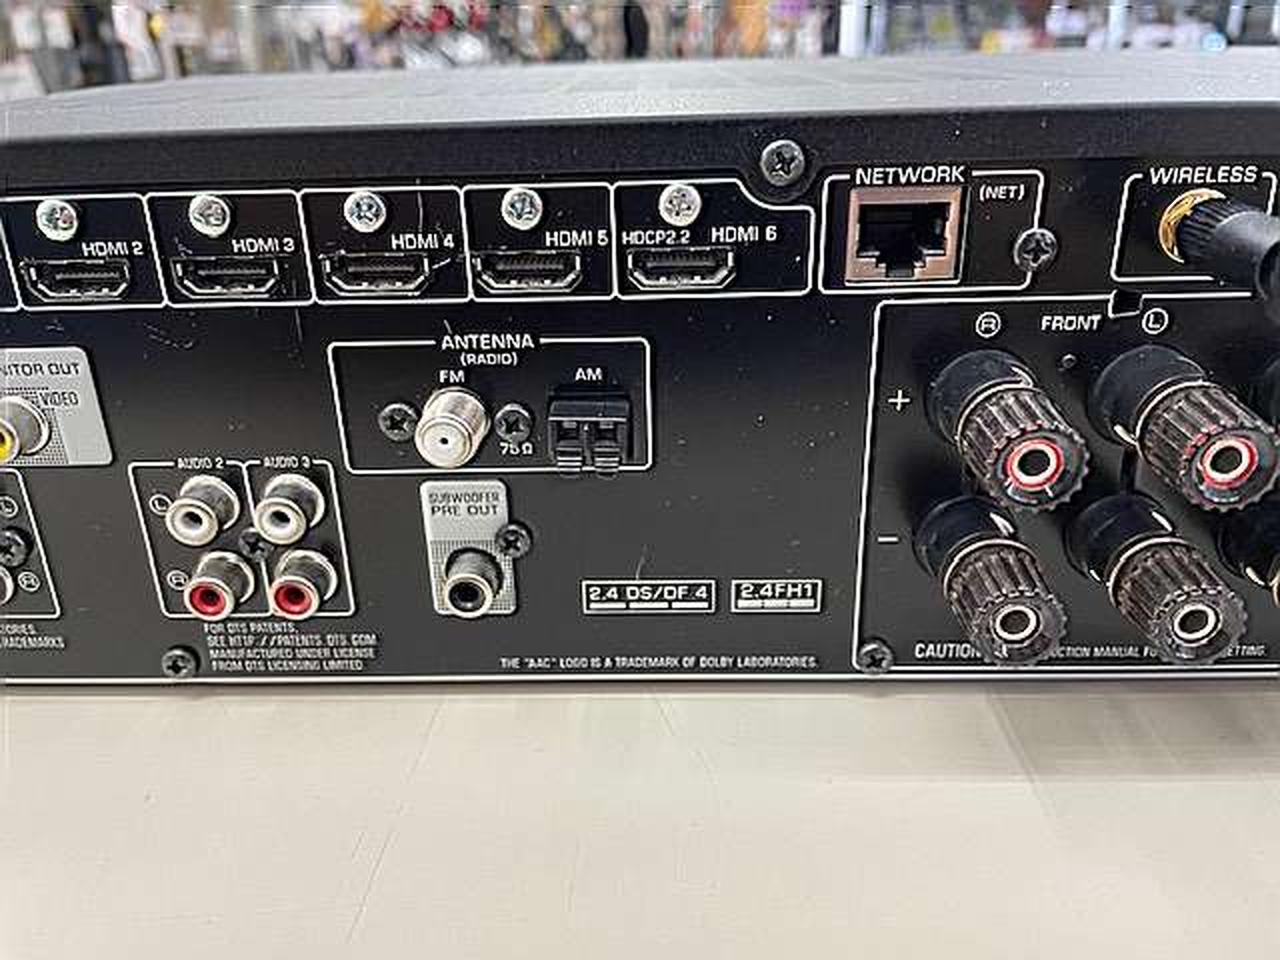 NETWORK
(NET)
WIRELESS
HDMI 2
HDMI 3
HDMI 4
HDMI 5
HDCP2.2 HDMI 6
R FRONT L
ANTENNA
(RADIO)
FM
AM
75Ω
+
−
OUT
VIDEO
AUDIO 2
AUDIO 3
L
R
L
R
SUBWOOFER
PRE OUT
2.4 DS/OF 4
2.4FH1
TRADEMARKS
FOR DTS PATENTS,
SEE HTTP://PATENTS.DTS.COM.
MANUFACTURED UNDER LICENSE
FROM DTS LICENSING LIMITED.
THE "AAC" LOGO IS A TRADEMARK OF DOLBY LABORATORIES.
CAUTION
MANUAL